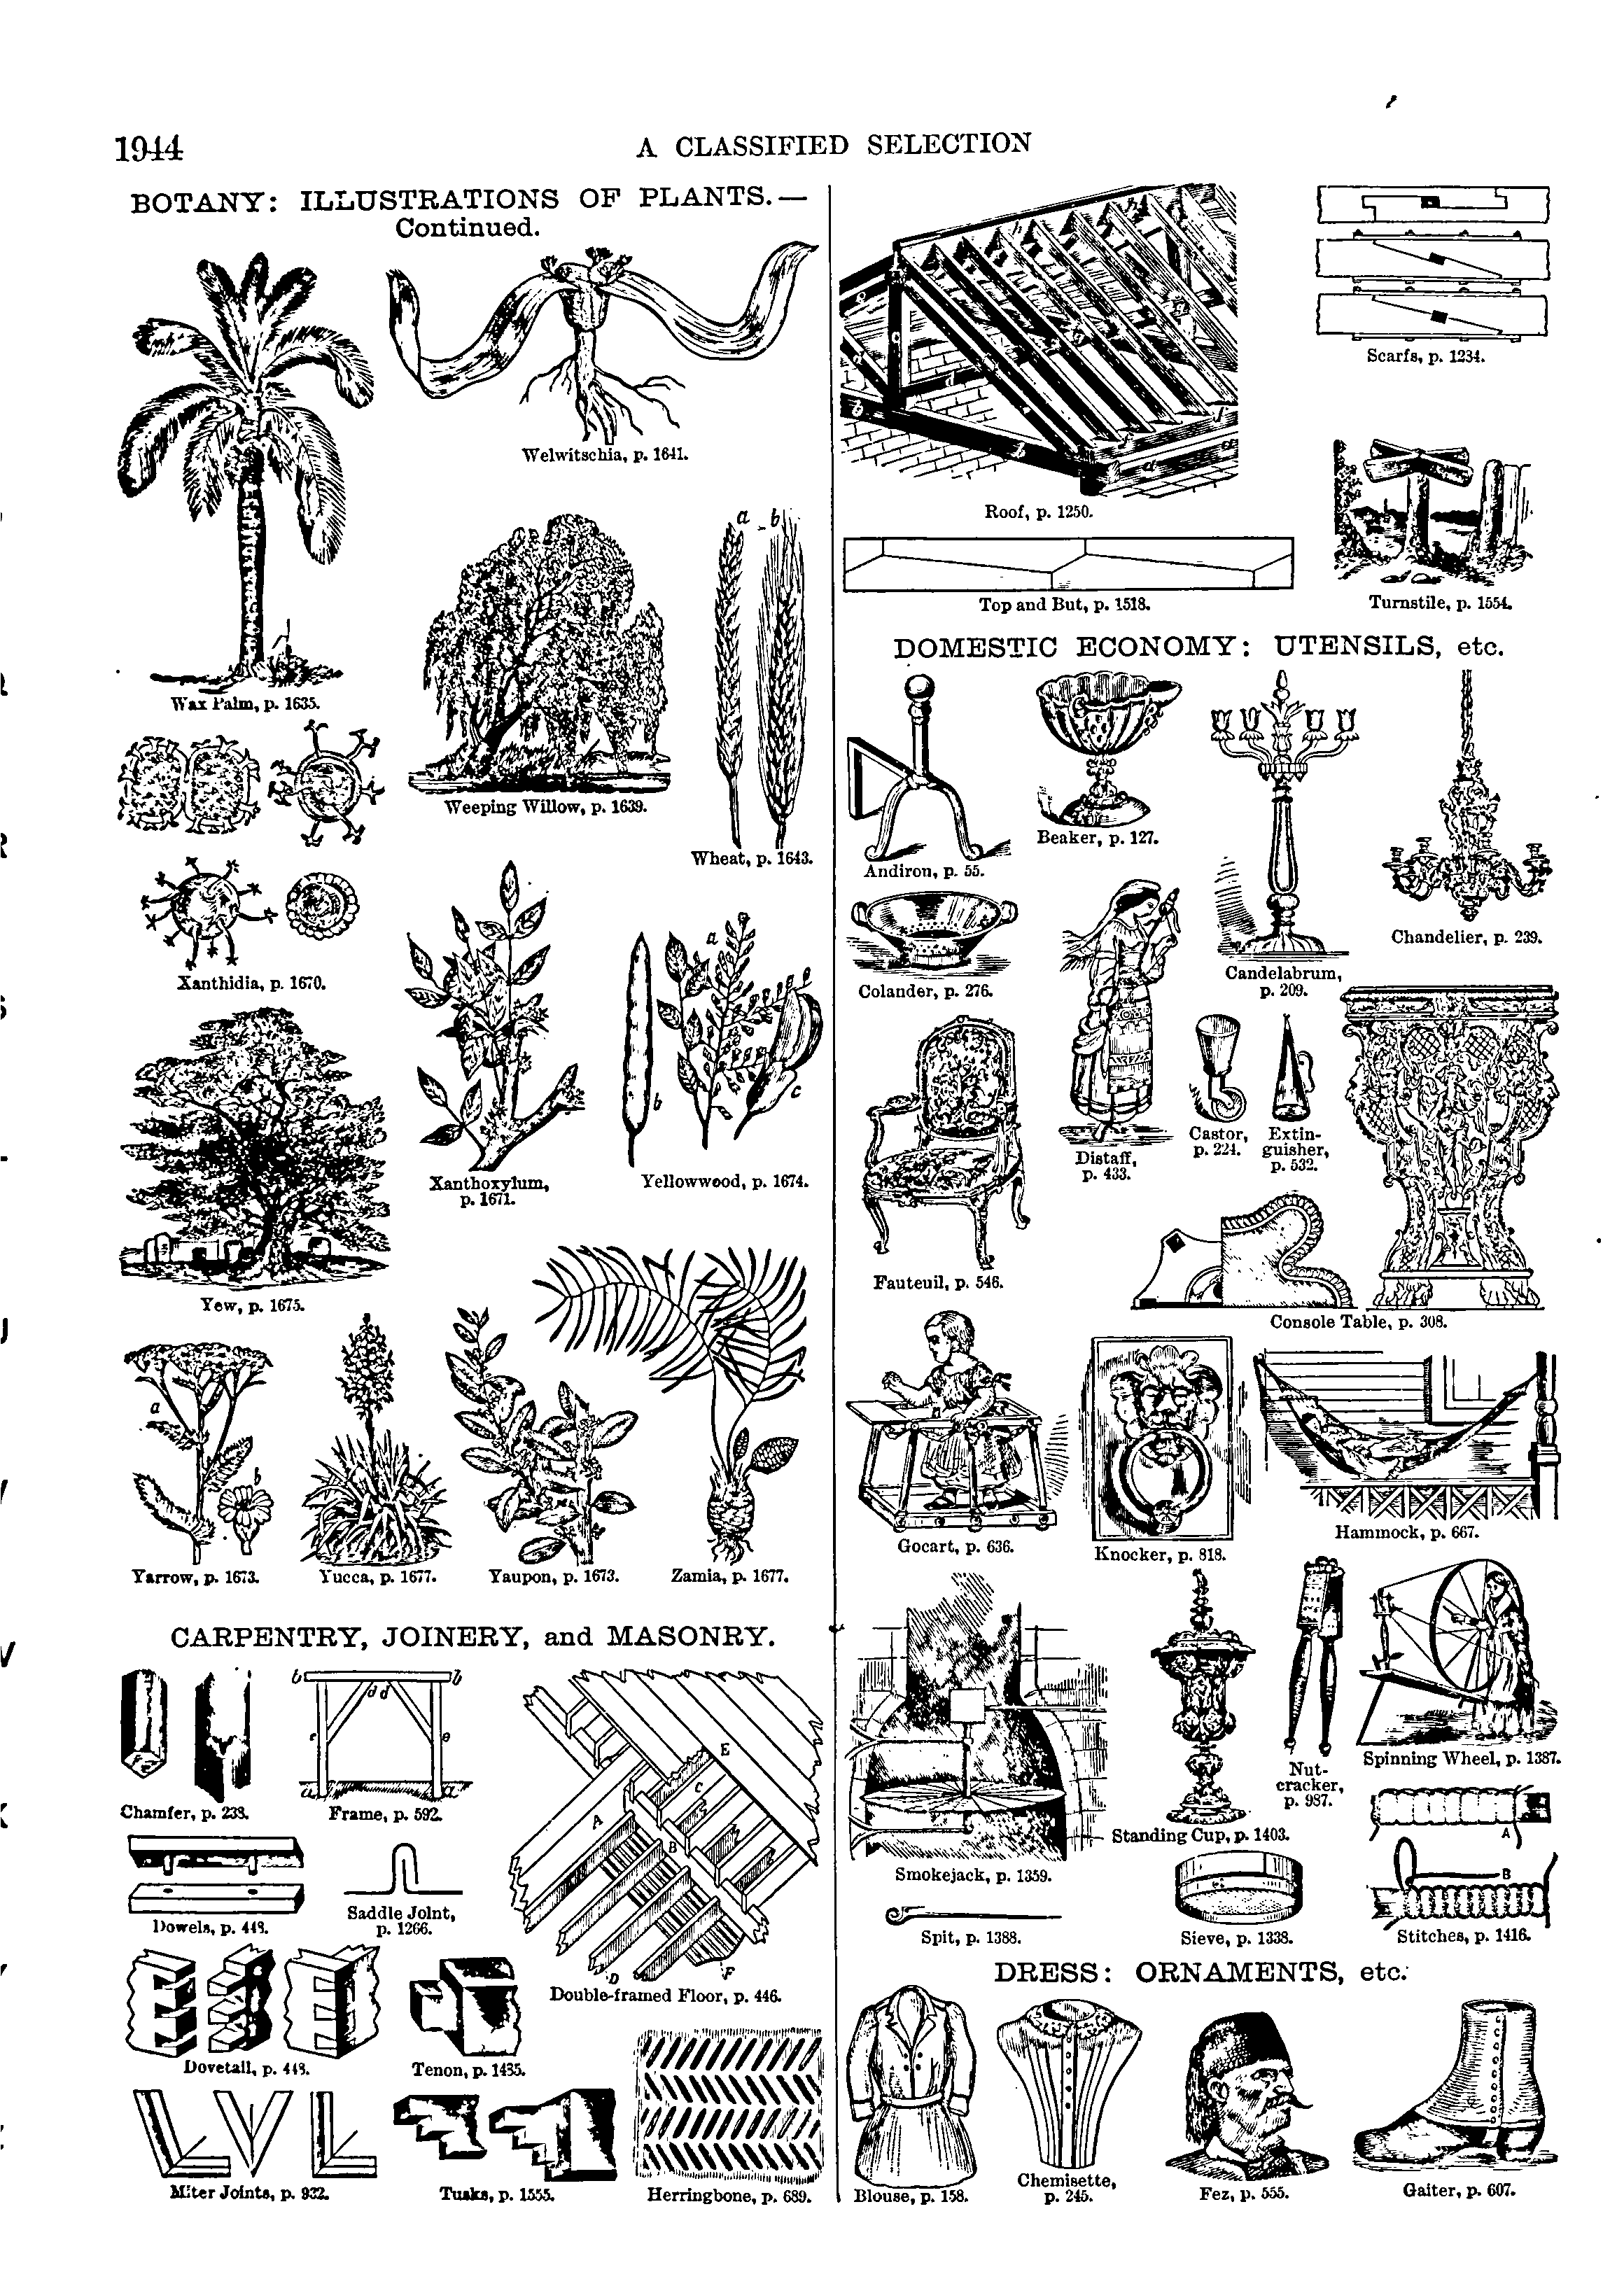 1944
A CLASSIFIED SELECTION
BOTANY: ILLUSTRATIONS OF PLANTS.—
Continued.
Welwitschia, p. 1641.
a b
Wax Palm, p. 1635.
Weeping Willow, p. 1639.
Wheat, p. 1643.
Xanthidia, p. 1670.
a
b
c
Xanthoxylum,
p. 1671.
Yellowwood, p. 1674.
Yew, p. 1675.
a
b
Yarrow, p. 1673.
Yucca, p. 1677.
Yaupon, p. 1673.
Zamia, p. 1677.
CARPENTRY, JOINERY, and MASONRY.
b b
d d
e
a a
E
C
A
B
D
F
Chamfer, p. 238.
Frame, p. 592.
Dowels, p. 448.
Saddle Joint,
p. 1266.
Double-framed Floor, p. 446.
Dovetail, p. 448.
Tenon, p. 1435.
Miter Joints, p. 932.
Tusks, p. 1555.
Herringbone, p. 689.
Scarfs, p. 1234.
Roof, p. 1250.
Top and But, p. 1518.
Turnstile, p. 1554.
DOMESTIC ECONOMY: UTENSILS, etc.
Andiron, p. 55.
Beaker, p. 127.
Candelabrum,
p. 209.
Chandelier, p. 239.
Colander, p. 276.
Distaff,
p. 433.
Castor,
p. 224.
Extin-
guisher,
p. 532.
Fauteuil, p. 546.
Console Table, p. 308.
Gocart, p. 636.
Knocker, p. 818.
Hammock, p. 667.
Smokejack, p. 1359.
Standing Cup, p. 1403.
Nut-
cracker,
p. 987.
Spinning Wheel, p. 1387.
A
B
Spit, p. 1388.
Sieve, p. 1338.
Stitches, p. 1416.
DRESS: ORNAMENTS, etc.
Blouse, p. 158.
Chemisette,
p. 245.
Fez, p. 555.
Gaiter, p. 607.